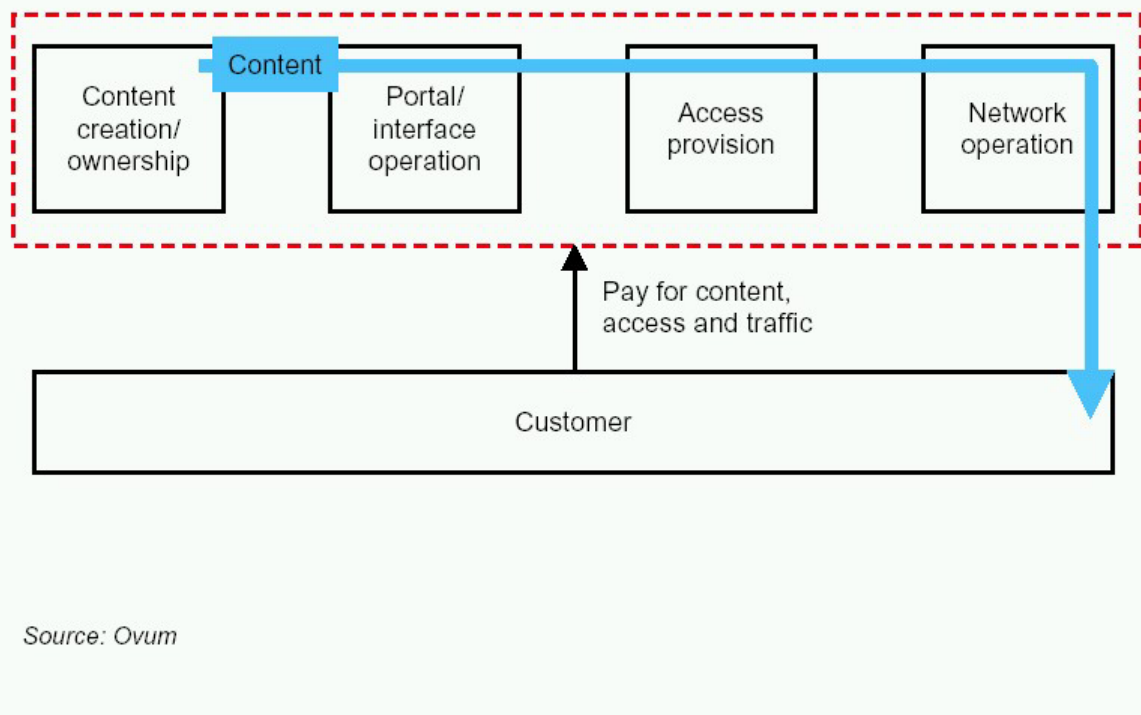 Content
Content
creation/
ownership
Portal/
interface
operation
Access
provision
Network
operation
Pay for content,
access and traffic
Customer
Source: Ovum